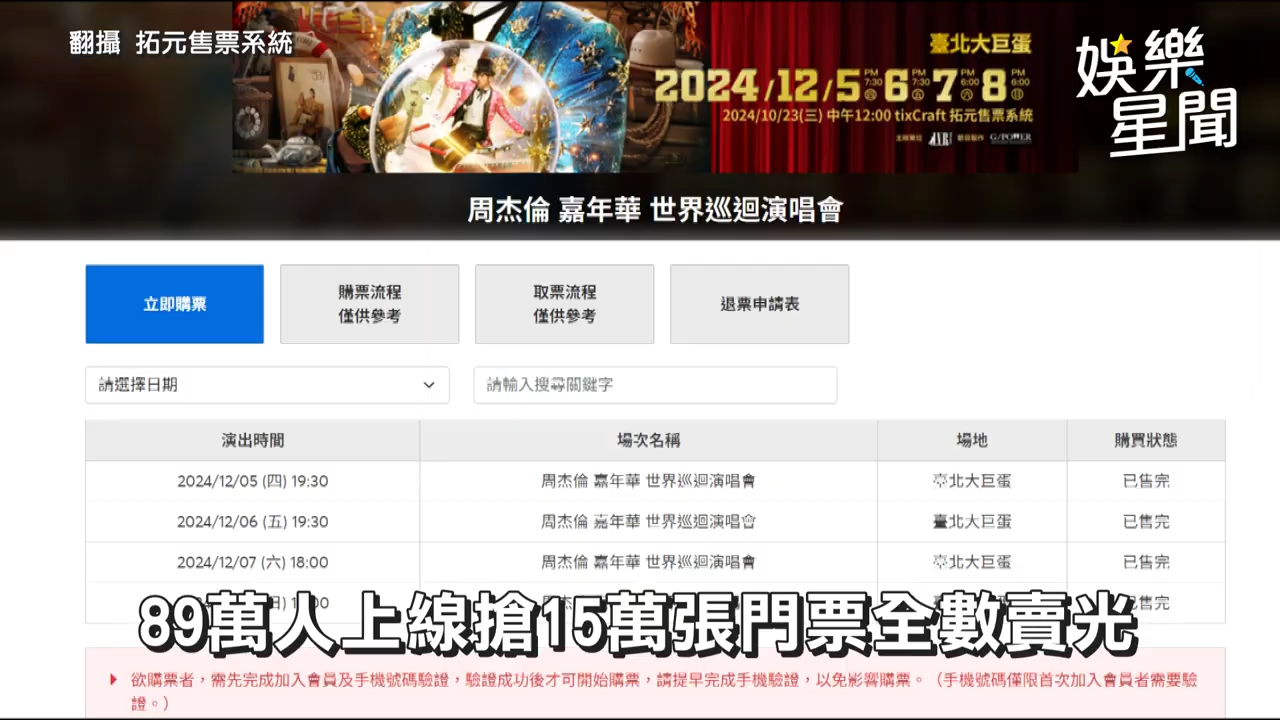 翻攝 拓元售票系統
臺北大巨蛋
2024/12/5 PM 7:30 ㊃ 6 PM 7:30 ㊄ 7 PM 6:00 ㊅ 8 PM 6:00 ㊐
2024/10/23(三) 中午12:00 tixCraft 拓元售票系統
娛樂
星聞
周杰倫 嘉年華 世界巡迴演唱會
立即購票
購票流程
僅供參考
取票流程
僅供參考
退票申請表
請選擇日期
請輸入搜尋關鍵字
演出時間 場次名稱 場地 購買狀態
2024/12/05 (四) 19:30 周杰倫 嘉年華 世界巡迴演唱會 臺北大巨蛋 已售完
2024/12/06 (五) 19:30 周杰倫 嘉年華 世界巡迴演唱會 臺北大巨蛋 已售完
2024/12/07 (六) 18:00 周杰倫 嘉年華 世界巡迴演唱會 臺北大巨蛋 已售完
89萬人上線搶15萬張門票全數賣光
欲購票者，需先完成加入會員及手機號碼驗證，驗證成功後才可開始購票，請提早完成手機驗證，以免影響購票。（手機號碼僅限首次加入會員者需要驗
證。）